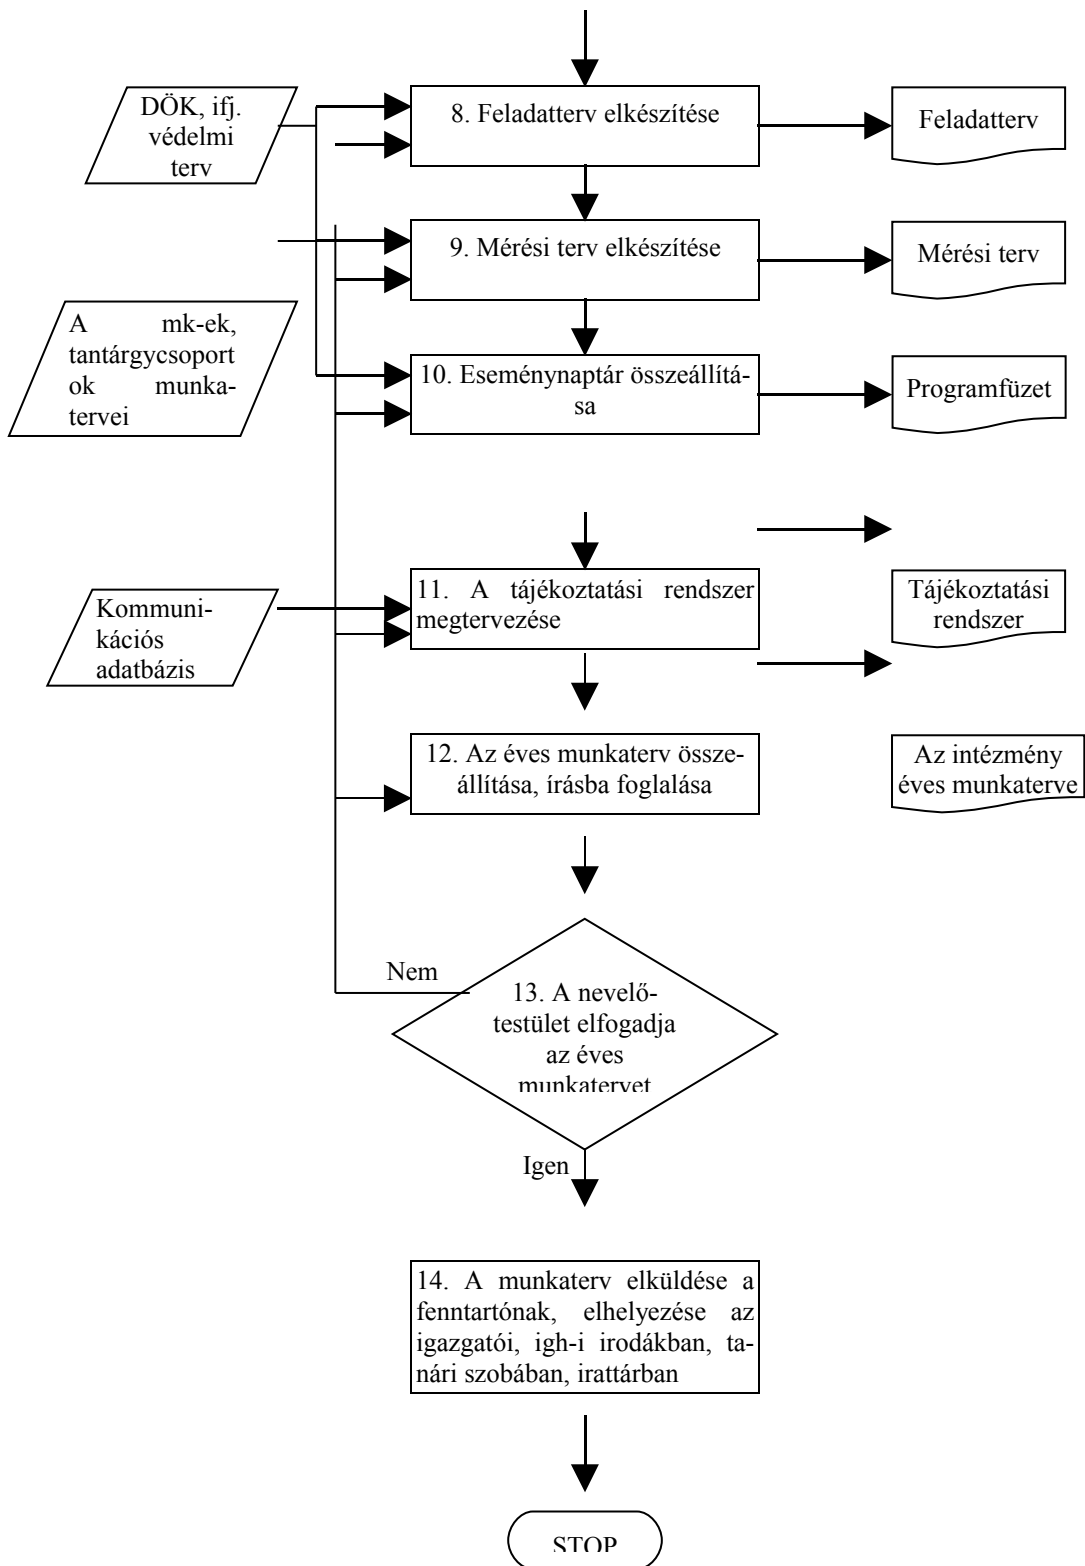 DÖK, ifj.
védelmi
terv
8. Feladatterv elkészítése
Feladatterv
9. Mérési terv elkészítése
Mérési terv
A mk-ek,
tantárgycsoport
ok munka-
tervei
10. Eseménynaptár összeállítá-
sa
Programfüzet
Kommuni-
kációs
adatbázis
11. A tájékoztatási rendszer
megtervezése
Tájékoztatási
rendszer
12. Az éves munkaterv össze-
állítása, írásba foglalása
Az intézmény
éves munkaterve
Nem
13. A nevelő-
testület elfogadja
az éves
munkatervet
Igen
14. A munkaterv elküldése a
fenntartónak, elhelyezése az
igazgatói, igh-i irodákban, ta-
nári szobában, irattárban
STOP